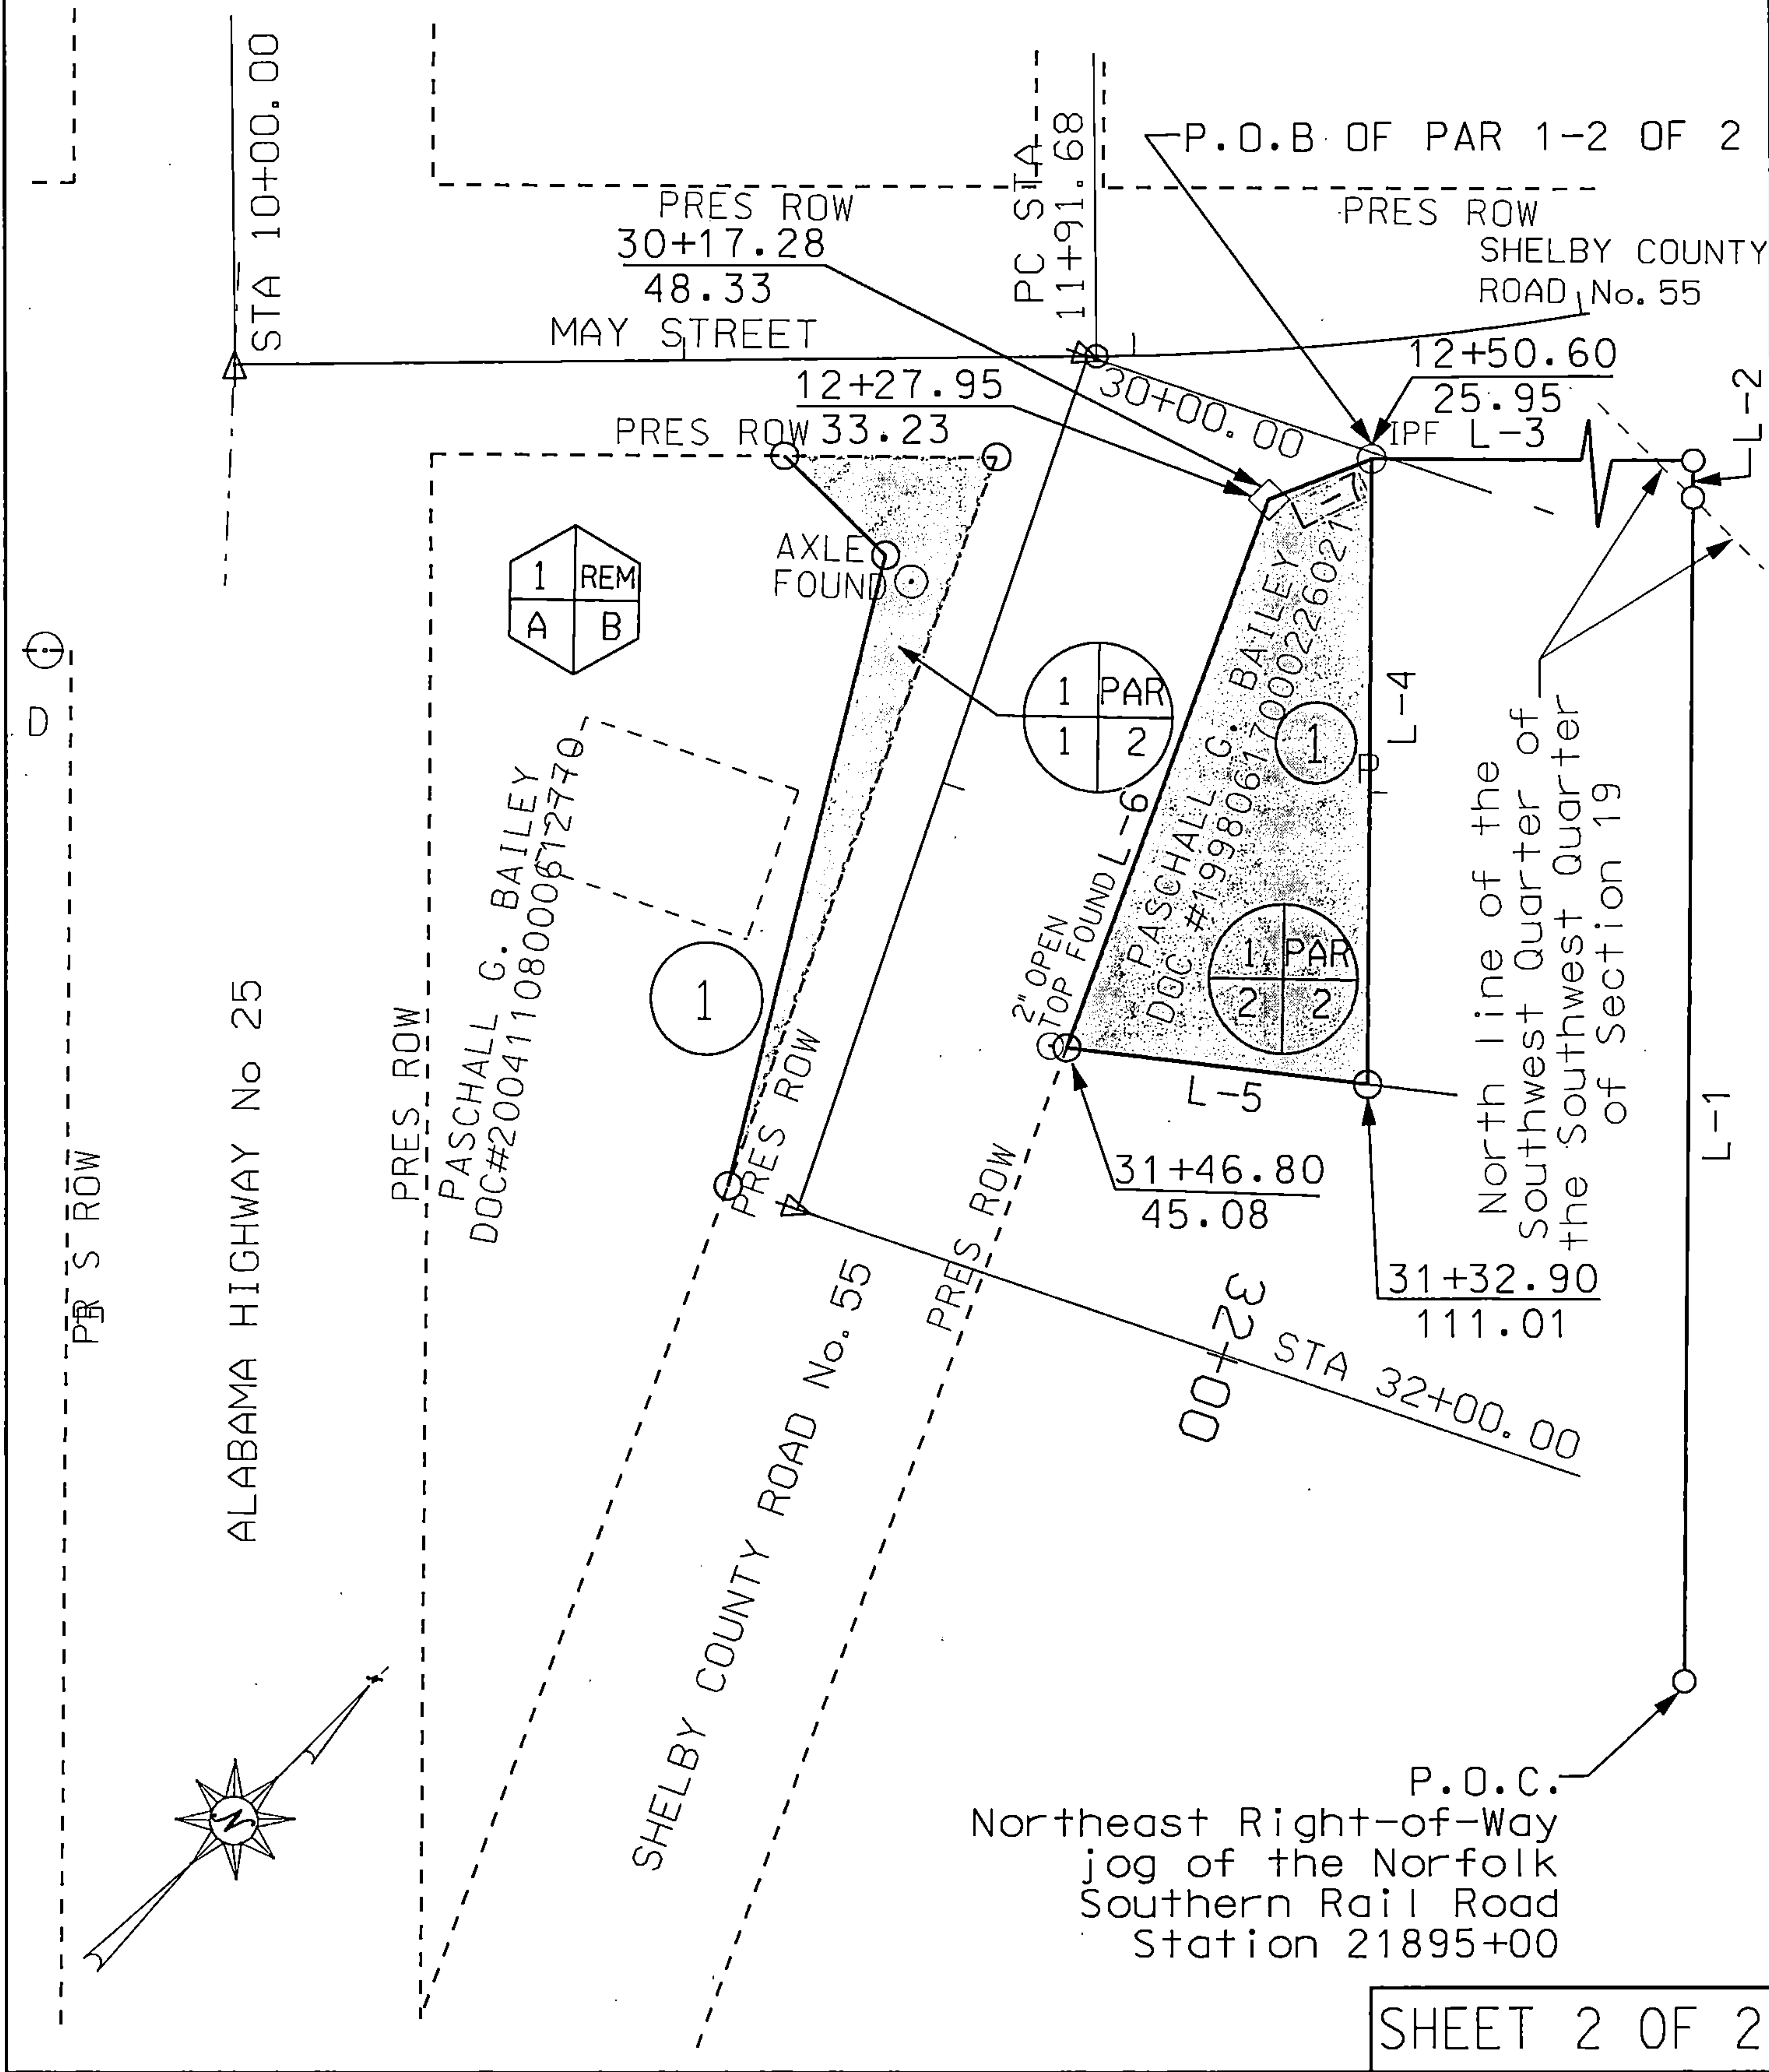 STA 10+00.00
PC STA
11+91.68
P.O.B OF PAR 1-2 OF 2
PRES ROW
PRES ROW
SHELBY COUNTY
ROAD No. 55
30+17.28
48.33
MAY STREET
12+27.95
33.23
PRES ROW
30+00.00
12+50.60
25.95
IPF
L-3
L-2
L-7
AXLE
FOUND
1 REM
A B
D
1 PAR
1 2
PASCHALL G. BAILEY
DOC #19980617000226021
1
P
L-4
L-6
2" OPEN
TOP FOUND
1 PAR
2 2
L-5
North line of the
Southwest Quarter of
the Southwest Quarter
of Section 19
L-1
PASCHALL G. BAILEY
DOC#20041108000612770
1
PRES ROW
PRES ROW
PRES ROW
31+46.80
45.08
31+32.90
111.01
ALABAMA HIGHWAY No 25
SHELBY COUNTY ROAD No. 55
32+00
STA 32+00.00
N
P.O.C.
Northeast Right-of-Way
jog of the Norfolk
Southern Rail Road
Station 21895+00
SHEET 2 OF 2